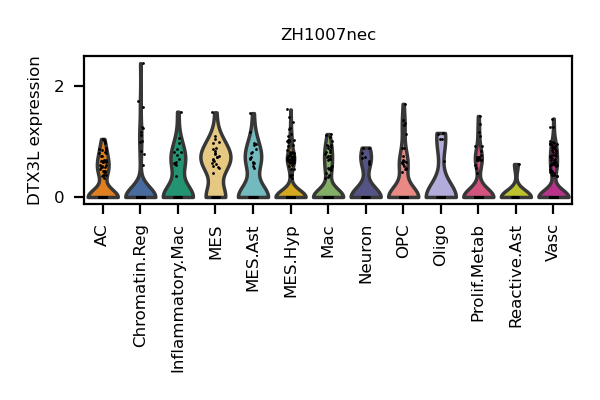 ZH1007nec
DTX3L expression
2
0
AC
Chromatin.Reg
Inflammatory.Mac
MES
MES.Ast
MES.Hyp
Mac
Neuron
OPC
Oligo
Prolif.Metab
Reactive.Ast
Vasc